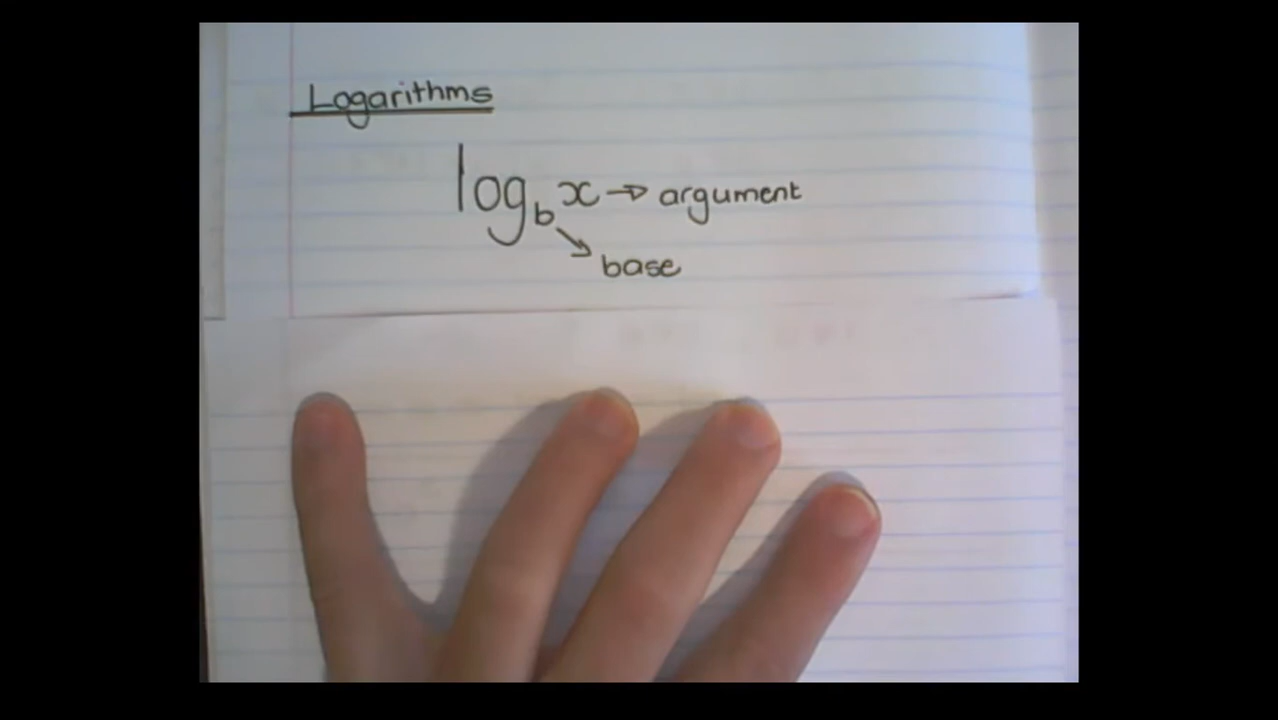 Logarithms
log_b x → argument
base